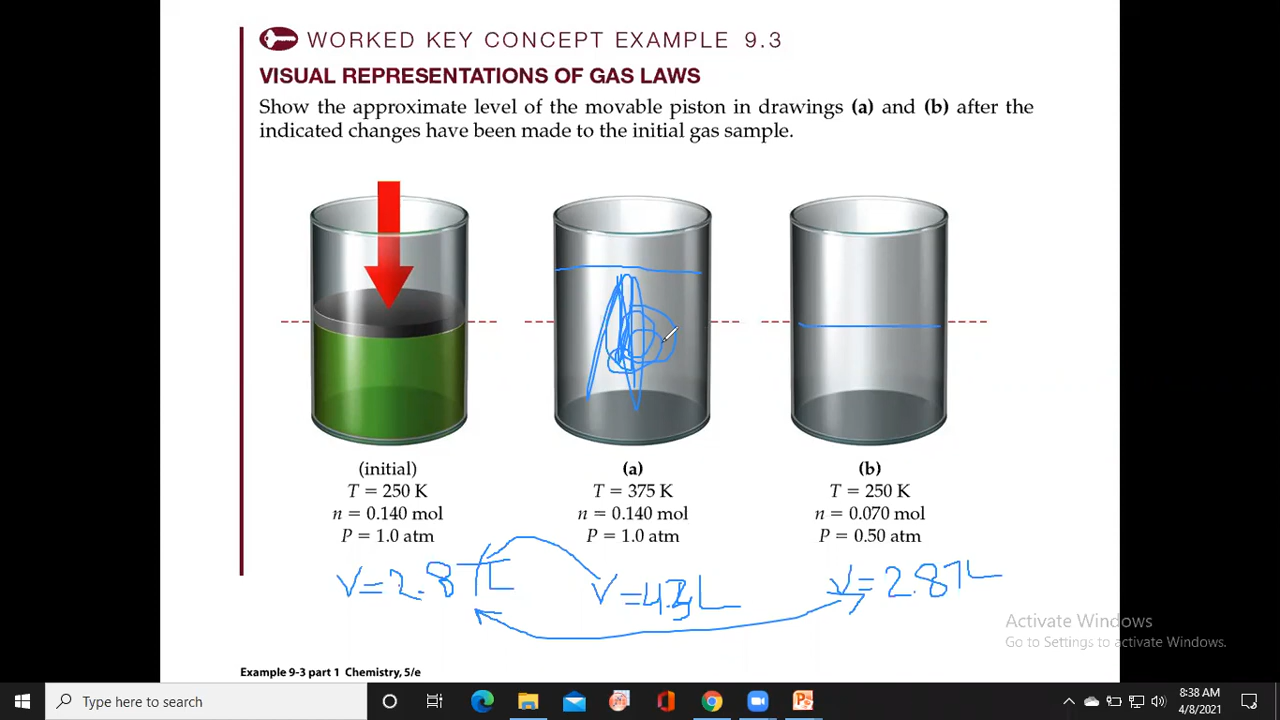 WORKED KEY CONCEPT EXAMPLE 9.3
VISUAL REPRESENTATIONS OF GAS LAWS
Show the approximate level of the movable piston in drawings (a) and (b) after the
indicated changes have been made to the initial gas sample.
(initial)
T = 250 K
n = 0.140 mol
P = 1.0 atm
V=2.87L
(a)
T = 375 K
n = 0.140 mol
P = 1.0 atm
(b)
T = 250 K
n = 0.070 mol
P = 0.50 atm
V=2.87L
Activate Windows
Go to Settings to activate Windows.
Example 9-3 part 1 Chemistry, 5/e
Type here to search
8:38 AM
4/8/2021